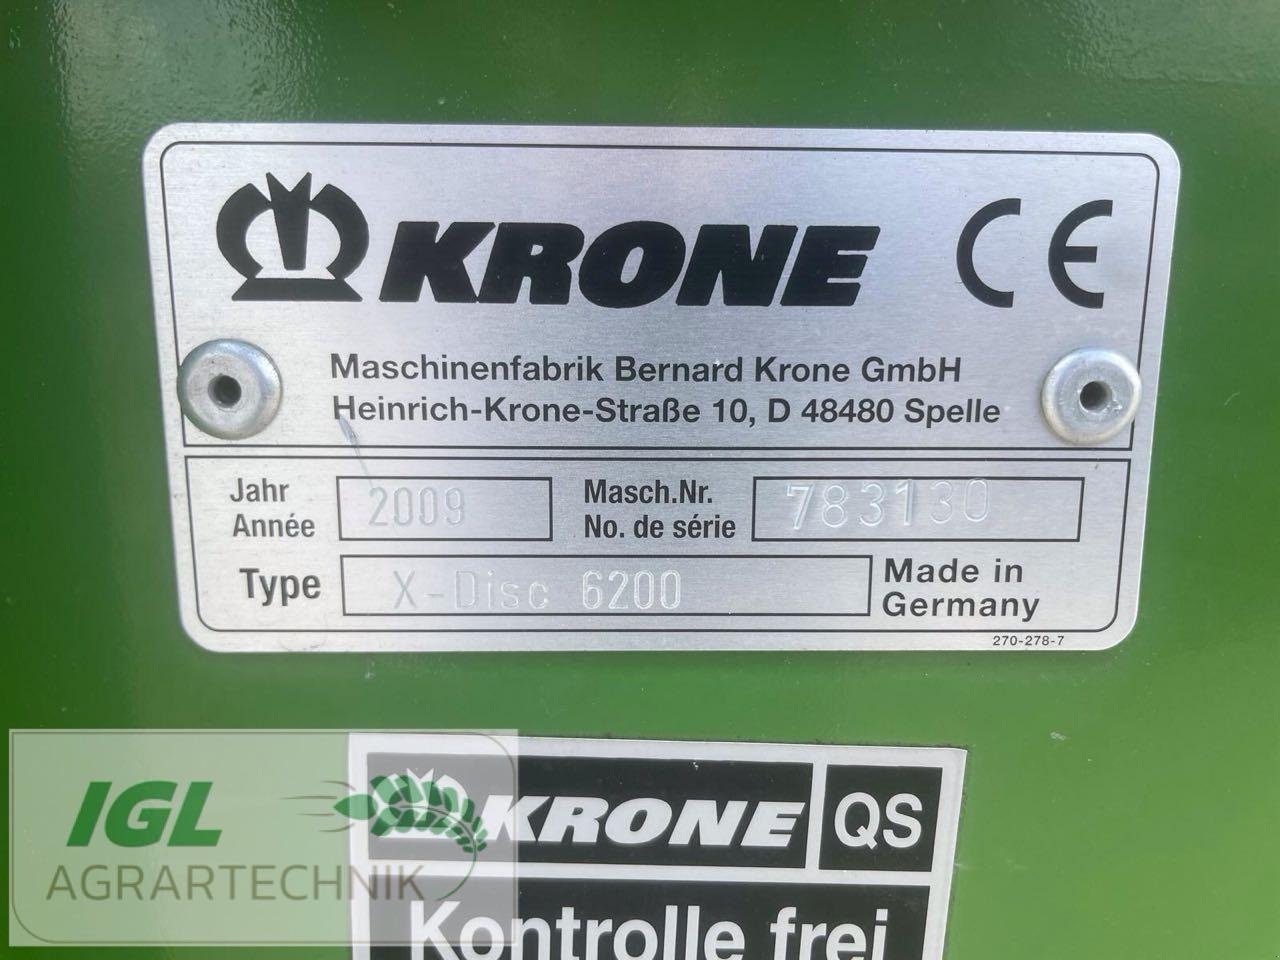 KRONE CE
Maschinenfabrik Bernard Krone GmbH
Heinrich-Krone-Straße 10, D 48480 Spelle
Jahr
Année
2009
Masch.Nr.
No. de série
783130
Type
X-Disc 6200
Made in
Germany
270-278-7
KRONE QS
Kontrolle frei
IGL
AGRARTECHNIK